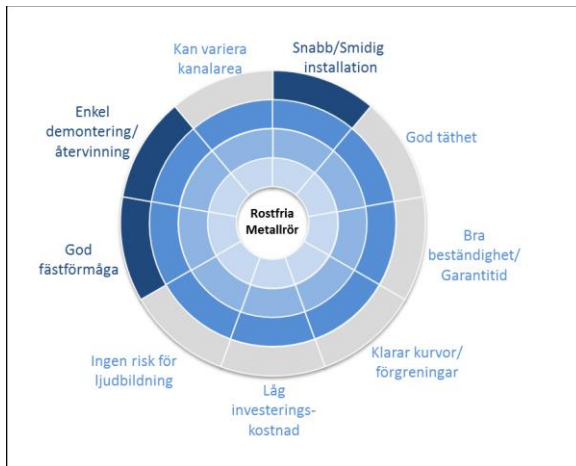 Kan variera
kanalarea
Snabb/Smidig
installation
Enkel
demontering/
återvinning
God täthet
Rostfria
Metallrör
God
fästförmåga
Bra
beständighet/
Garantitid
Ingen risk för
ljudbildning
Klarar kurvor/
förgreningar
Låg
investerings-
kostnad